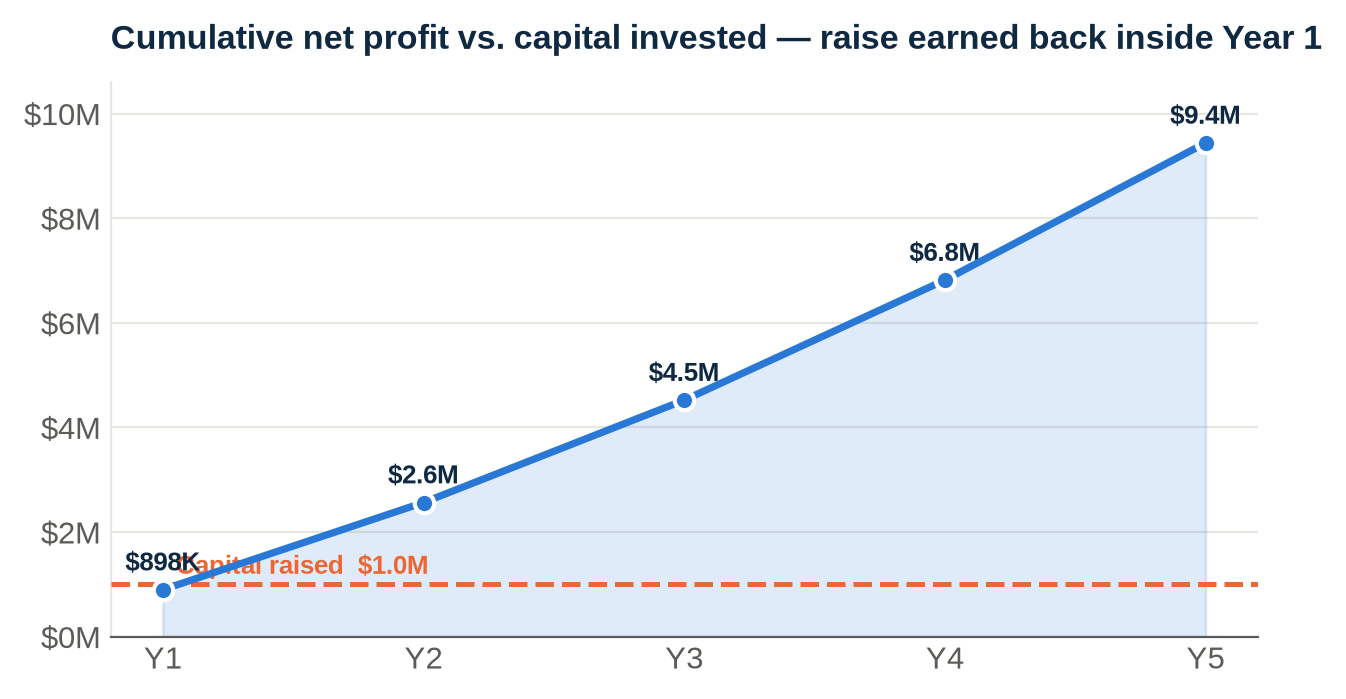 Cumulative net profit vs. capital invested — raise earned back inside Year 1
$10M
$9.4M
$8M
$6.8M
$6M
$4.5M
$4M
$2.6M
$2M
$898K
Capital raised $1.0M
$0M
Y1 Y2 Y3 Y4 Y5